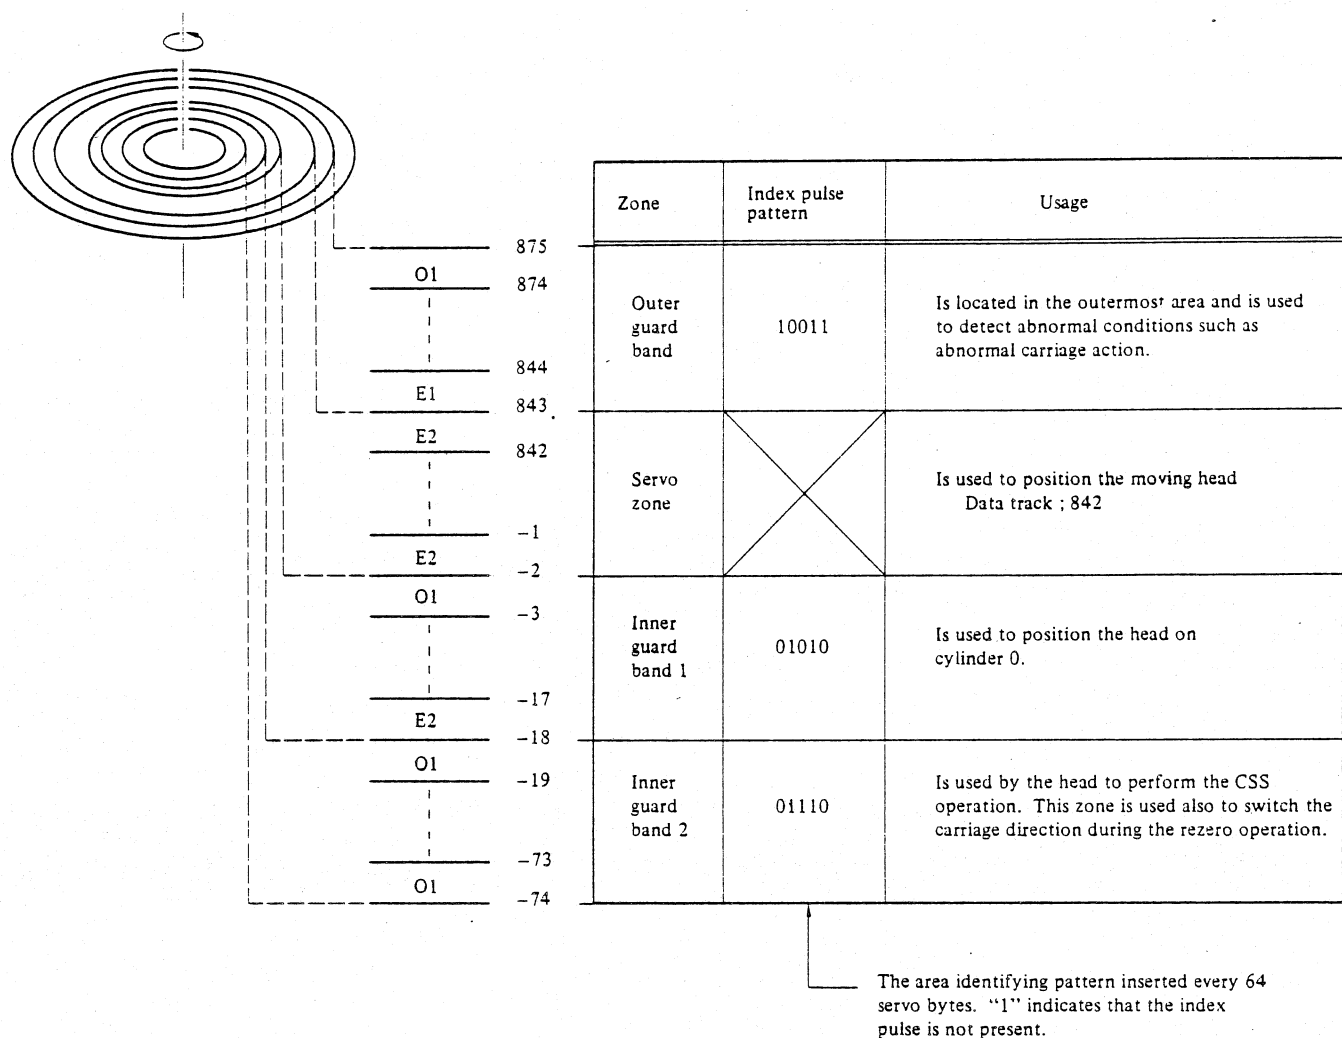 Zone
Index pulse
pattern
Usage
875
O1
874
844
E1
843
E2
842
-1
E2
-2
O1
-3
-17
E2
-18
O1
-19
-73
O1
-74
Outer
guard
band
10011
Is located in the outermost area and is used
to detect abnormal conditions such as
abnormal carriage action.
Servo
zone
Is used to position the moving head
Data track ; 842
Inner
guard
band 1
01010
Is used to position the head on
cylinder 0.
Inner
guard
band 2
01110
Is used by the head to perform the CSS
operation. This zone is used also to switch the
carriage direction during the rezero operation.
The area identifying pattern inserted every 64
servo bytes. “1” indicates that the index
pulse is not present.